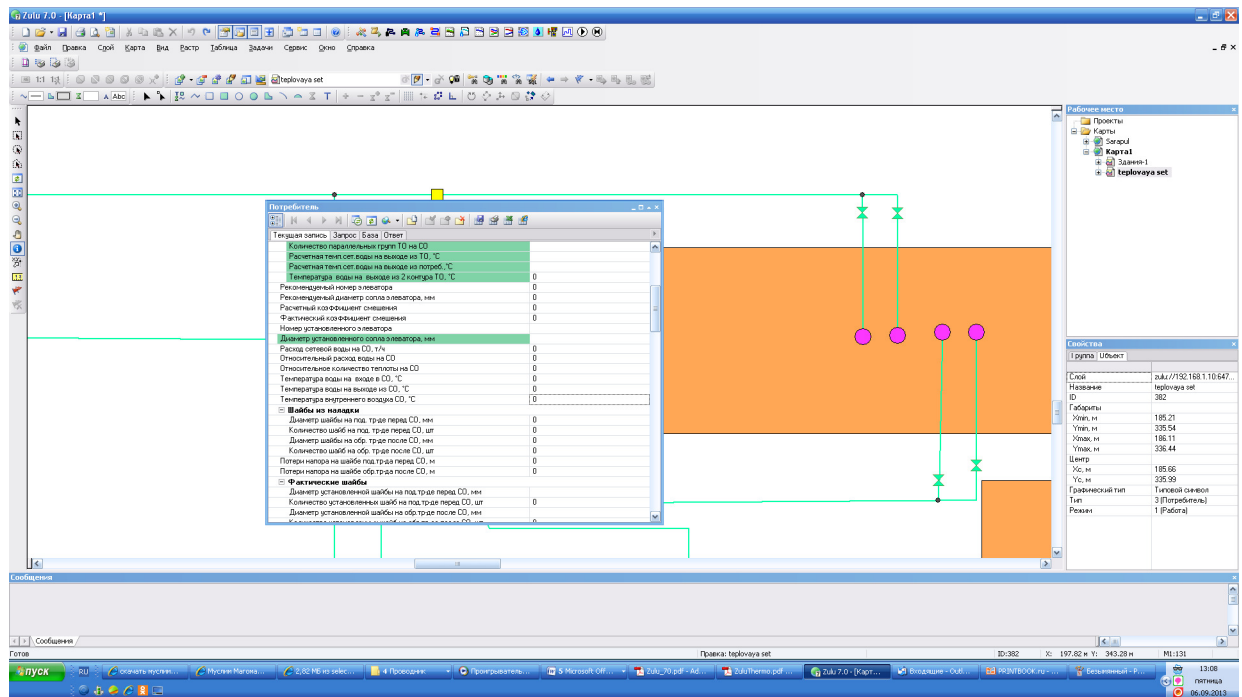 Zulu 7.0 - [Карта1 *]
Файл Правка Слой Карта Вид Растр Таблица Задачи Сервис Окно Справка
1:1 teplovaya set
A Abc
Рабочее место
Проекты
Карты
Sarapul
Карта1
Здания-1
teplovaya set
Потребитель
Текущая запись Запрос База Ответ
Количество параллельных групп ТО на СО
Расчетная темп.сет.воды на выходе из ТО, °С
Расчетная темп.сет.воды на выходе из потреб.,°С
Температура воды на выходе из 2 контура ТО, °С 0
Рекомендуемый номер элеватора 0
Рекомендуемый диаметр сопла элеватора, мм 0
Расчетный коэффициент смешения 0
Фактический коэффициент смешения 0
Номер установленного элеватора
Диаметр установленного сопла элеватора, мм
Расход сетевой воды на СО, т/ч 0
Относительный расход воды на СО 0
Относительное количество теплоты на СО 0
Температура воды на входе в СО, °С 0
Температура воды на выходе из СО, °С 0
Температура внутреннего воздуха СО, °С 0
Шайбы из наладки
Диаметр шайбы на под. тр-де перед СО, мм 0
Количество шайб на под. тр-де перед СО, шт 0
Диаметр шайбы на обр. тр-де после СО, мм 0
Количество шайб на обр. тр-де после СО, шт 0
Потери напора на шайбе под.тр-да перед СО, м 0
Потери напора на шайбе обр.тр-да после СО, м 0
Фактические шайбы
Диаметр установленной шайбы на под.тр-де перед СО, мм
Количество установленных шайб на под.тр-де перед СО, шт 0
Диаметр установленной шайбы на обр.тр-де после СО, мм
Свойства
Группа Объект
Слой zulu://192.168.1.10:647...
Название teplovaya set
ID 382
Габариты
Xmin, м 185.21
Ymin, м 335.54
Xmax, м 186.11
Ymax, м 336.44
Центр
Xc, м 185.66
Yc, м 335.99
Графический тип Типовой символ
Тип 3 (Потребитель)
Режим 1 (Работа)
Сообщения
Сообщения
Готов Правка: teplovaya set ID:382 X: 197.82 м Y: 343.28 м М1:131
пуск RU скачать муслим... Муслим Магома... 2,82 МБ из selec... 4 Проводник Проигрыватель... 5 Microsoft Off... Zulu_70.pdf - Ad... ZuluThermo.pdf ... Zulu 7.0 - [Карт... Входящие - Outl... PRINTBOOK.ru - ... Безымянный - P... 13:08
пятница
06.09.2013